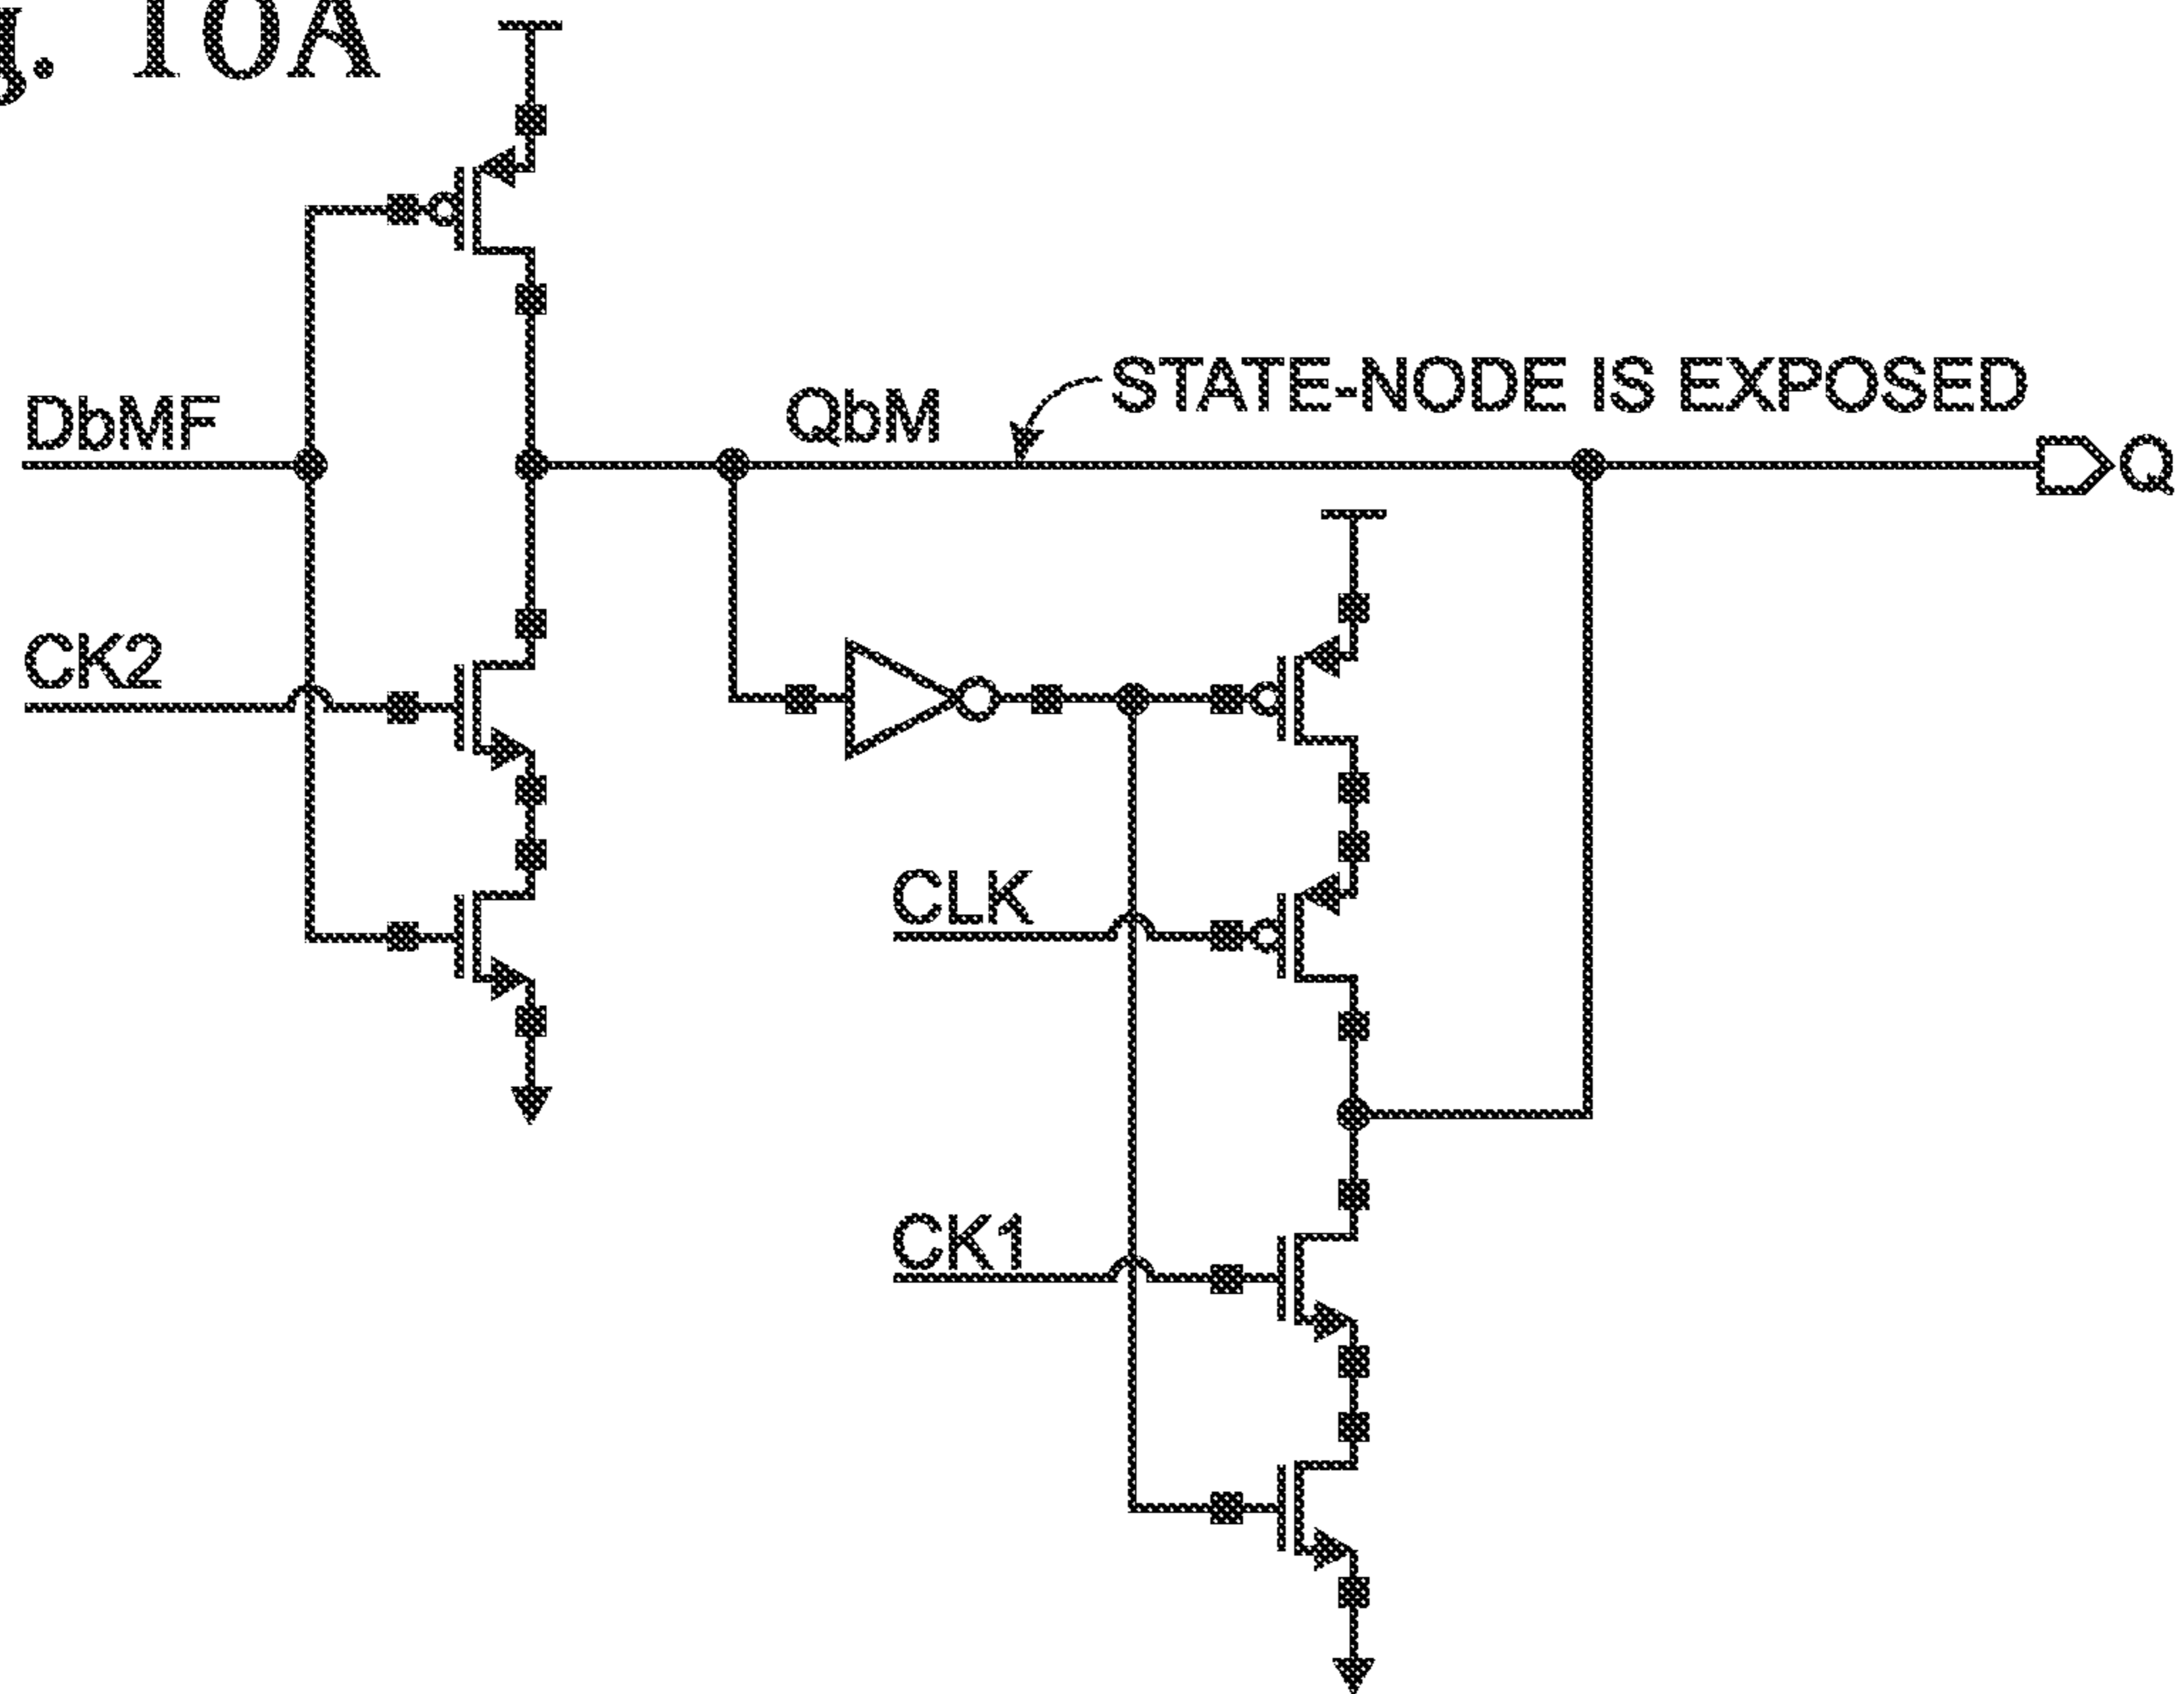 10A
STATE-NODE IS EXPOSED
DbMF
QbM
Q
CK2
CLK
CK1